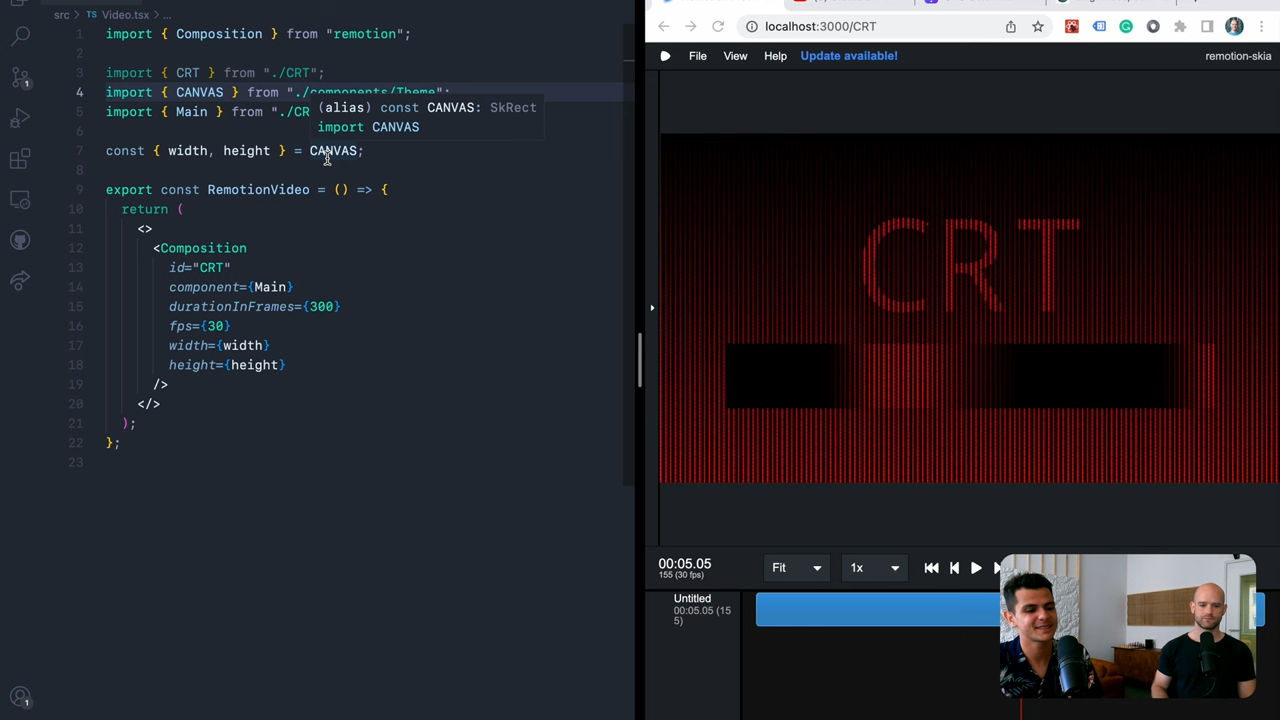 src > TS Video.tsx > ...
1 import { Composition } from "remotion";
2
3 import { CRT } from "./CRT";
4 import { CANVAS } from "./components/Theme";
5 import { Main } from "./CR
(alias) const CANVAS: SkRect
import CANVAS
6
7 const { width, height } = CANVAS;
8
9 export const RemotionVideo = () => {
10 return (
11 <>
12 <Composition
13 id="CRT"
14 component={Main}
15 durationInFrames={300}
16 fps={30}
17 width={width}
18 height={height}
19 />
20 </>
21 );
22 };
23
1
1
localhost:3000/CRT
File View Help Update available! remotion-skia
CRT
00:05.05
155 (30 fps)
Fit
1x
Untitled
00:05.05 (15
5)